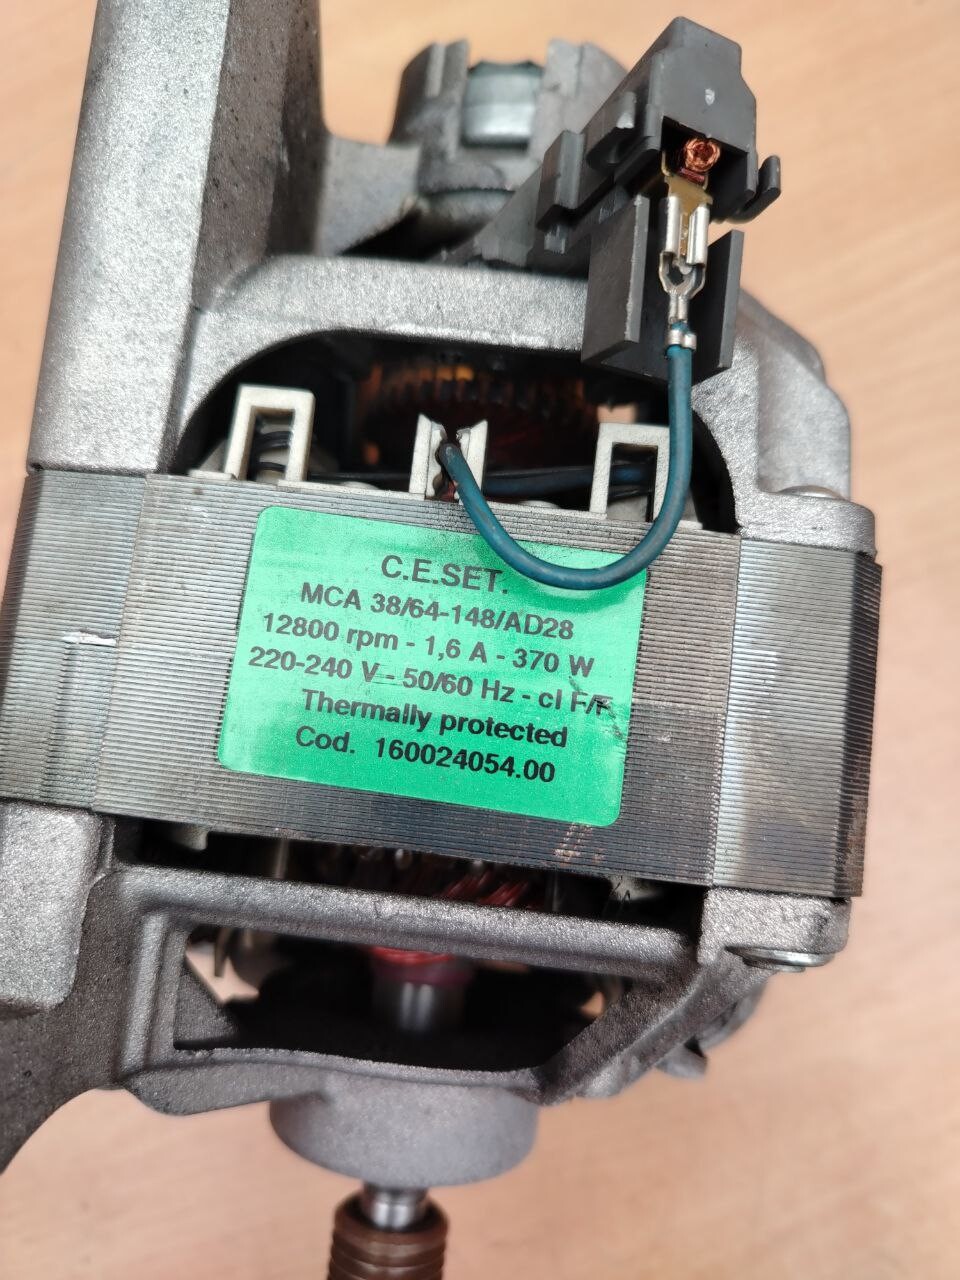 C.E.SET.
MCA 38/64-148/AD28
12800 rpm - 1,6 A - 370 W
220-240 V - 50/60 Hz - cl F/F
Thermally protected
Cod. 160024054.00